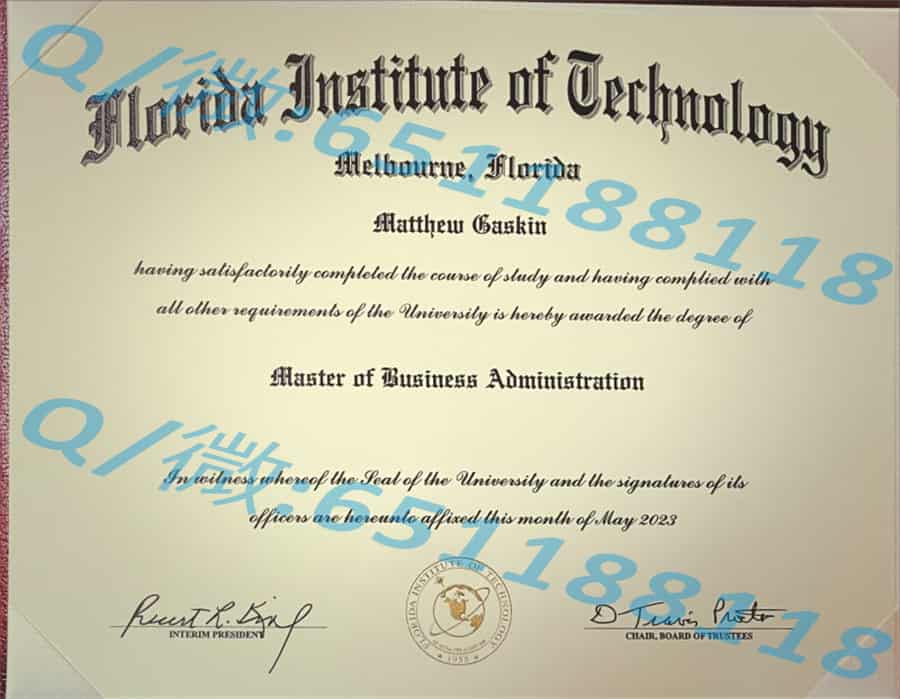 Florida Institute of Technology
Melbourne, Florida
Matthew Gaskin
having satisfactorily completed the course of study and having complied with
all other requirements of the University is hereby awarded the degree of
Master of Business Administration
In witness whereof the Seal of the University and the signatures of its
officers are hereunto affixed this month of May 2023
FLORIDA INSTITUTE OF TECHNOLOGY
1958
INTERIM PRESIDENT
D Travis Proctor
CHAIR, BOARD OF TRUSTEES
Q/微:651188118
Q/微:651188118